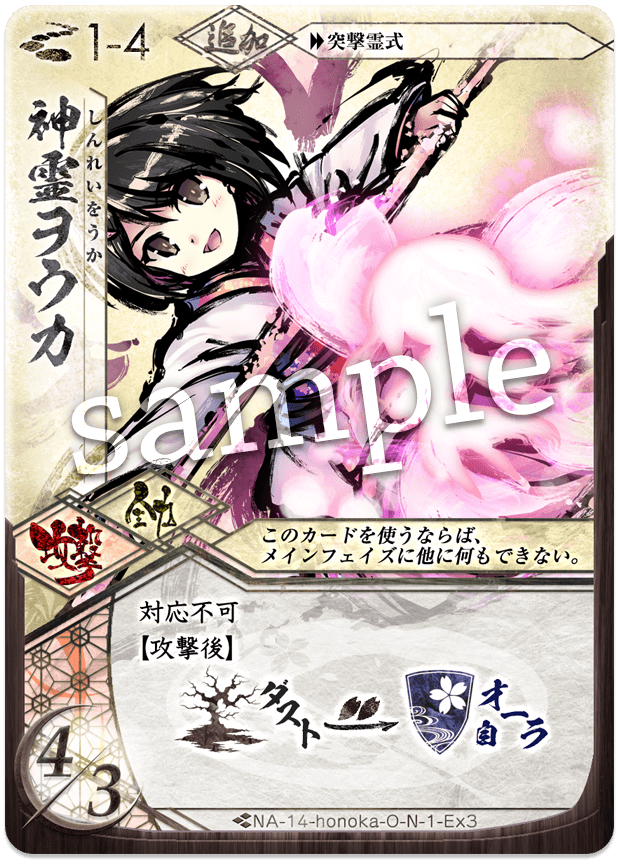 1-4
追加
突撃霊式
神霊ヲウカ
しんれいをうか
sample
攻撃
全力
このカードを使うならば、
メインフェイズに他に何もできない。
対応不可
【攻撃後】
ダスト
自オーラ
4/3
NA-14-honoka-O-N-1-Ex3